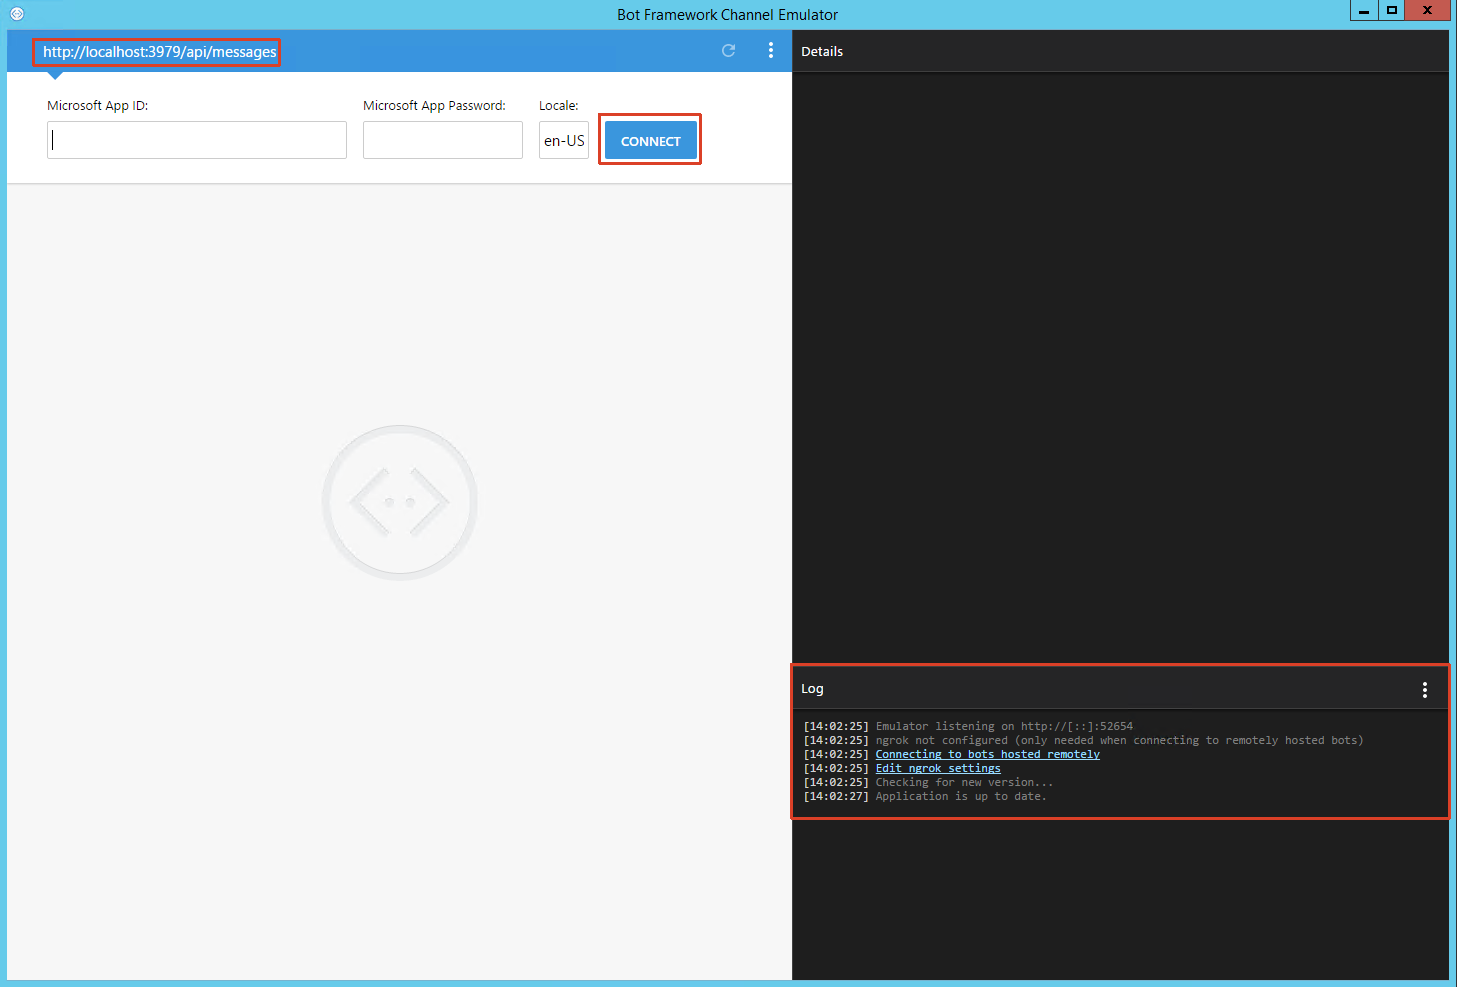 Bot Framework Channel Emulator
http://localhost:3979/api/messages
Details
Microsoft App ID:
Microsoft App Password:
Locale:
en-US
CONNECT
Log
[14:02:25] Emulator listening on http://[::]:52654
[14:02:25] ngrok not configured (only needed when connecting to remotely hosted bots)
[14:02:25] Connecting to bots hosted remotely
[14:02:25] Edit ngrok settings
[14:02:25] Checking for new version...
[14:02:27] Application is up to date.